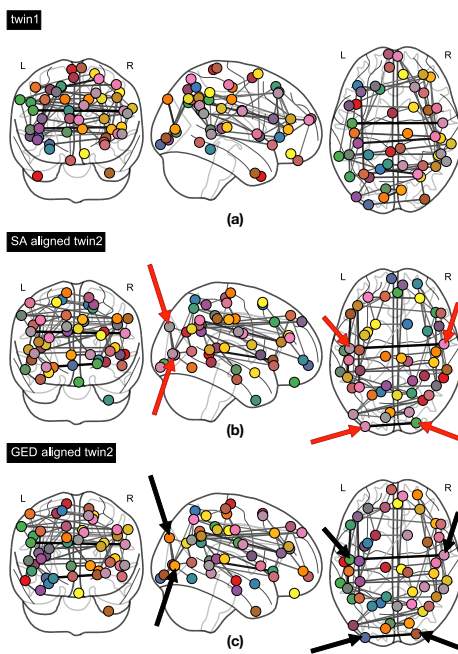 twin1
L R L R
(a)
SA aligned twin2
L R L R
(b)
GED aligned twin2
L R L R
(c)